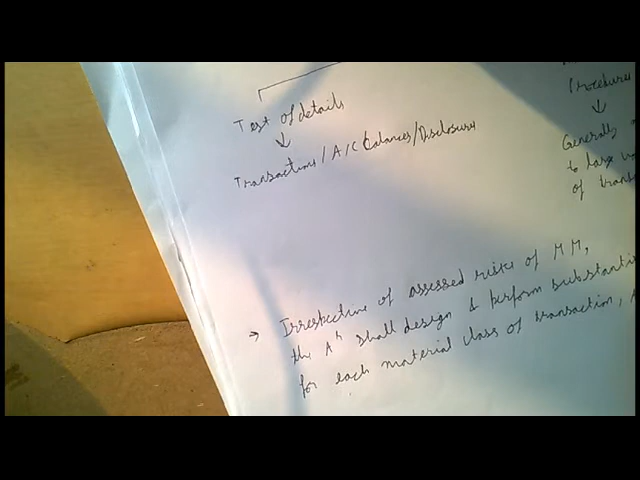 Test of details
↓
Transactions/A/C balances/Disclosures
Procedures
↓
Generally
to large
of trans
→ Irrespective of assessed risks of MM,
the Aʳ shall design & perform substanti
for each material class of transaction, A